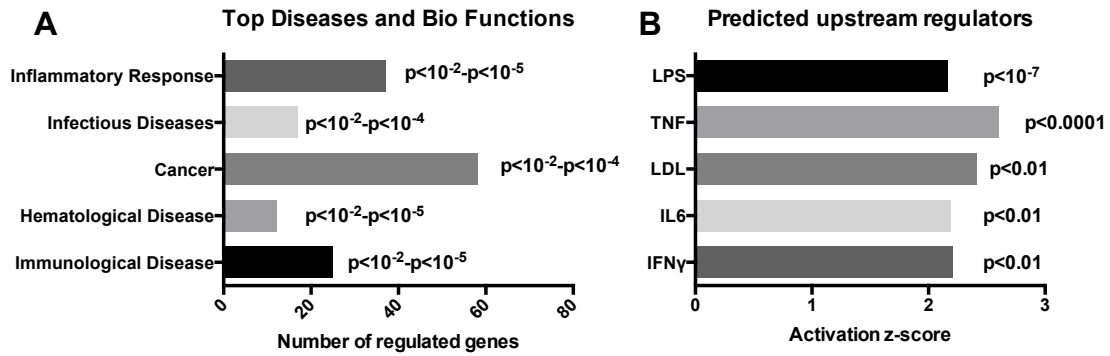 A Top Diseases and Bio Functions
Inflammatory Response p<10-2-p<10-5
Infectious Diseases p<10-2-p<10-4
Cancer p<10-2-p<10-4
Hematological Disease p<10-2-p<10-5
Immunological Disease p<10-2-p<10-5
0 20 40 60 80
Number of regulated genes
B Predicted upstream regulators
LPS p<10-7
TNF p<0.0001
LDL p<0.01
IL6 p<0.01
IFNγ p<0.01
0 1 2 3
Activation z-score